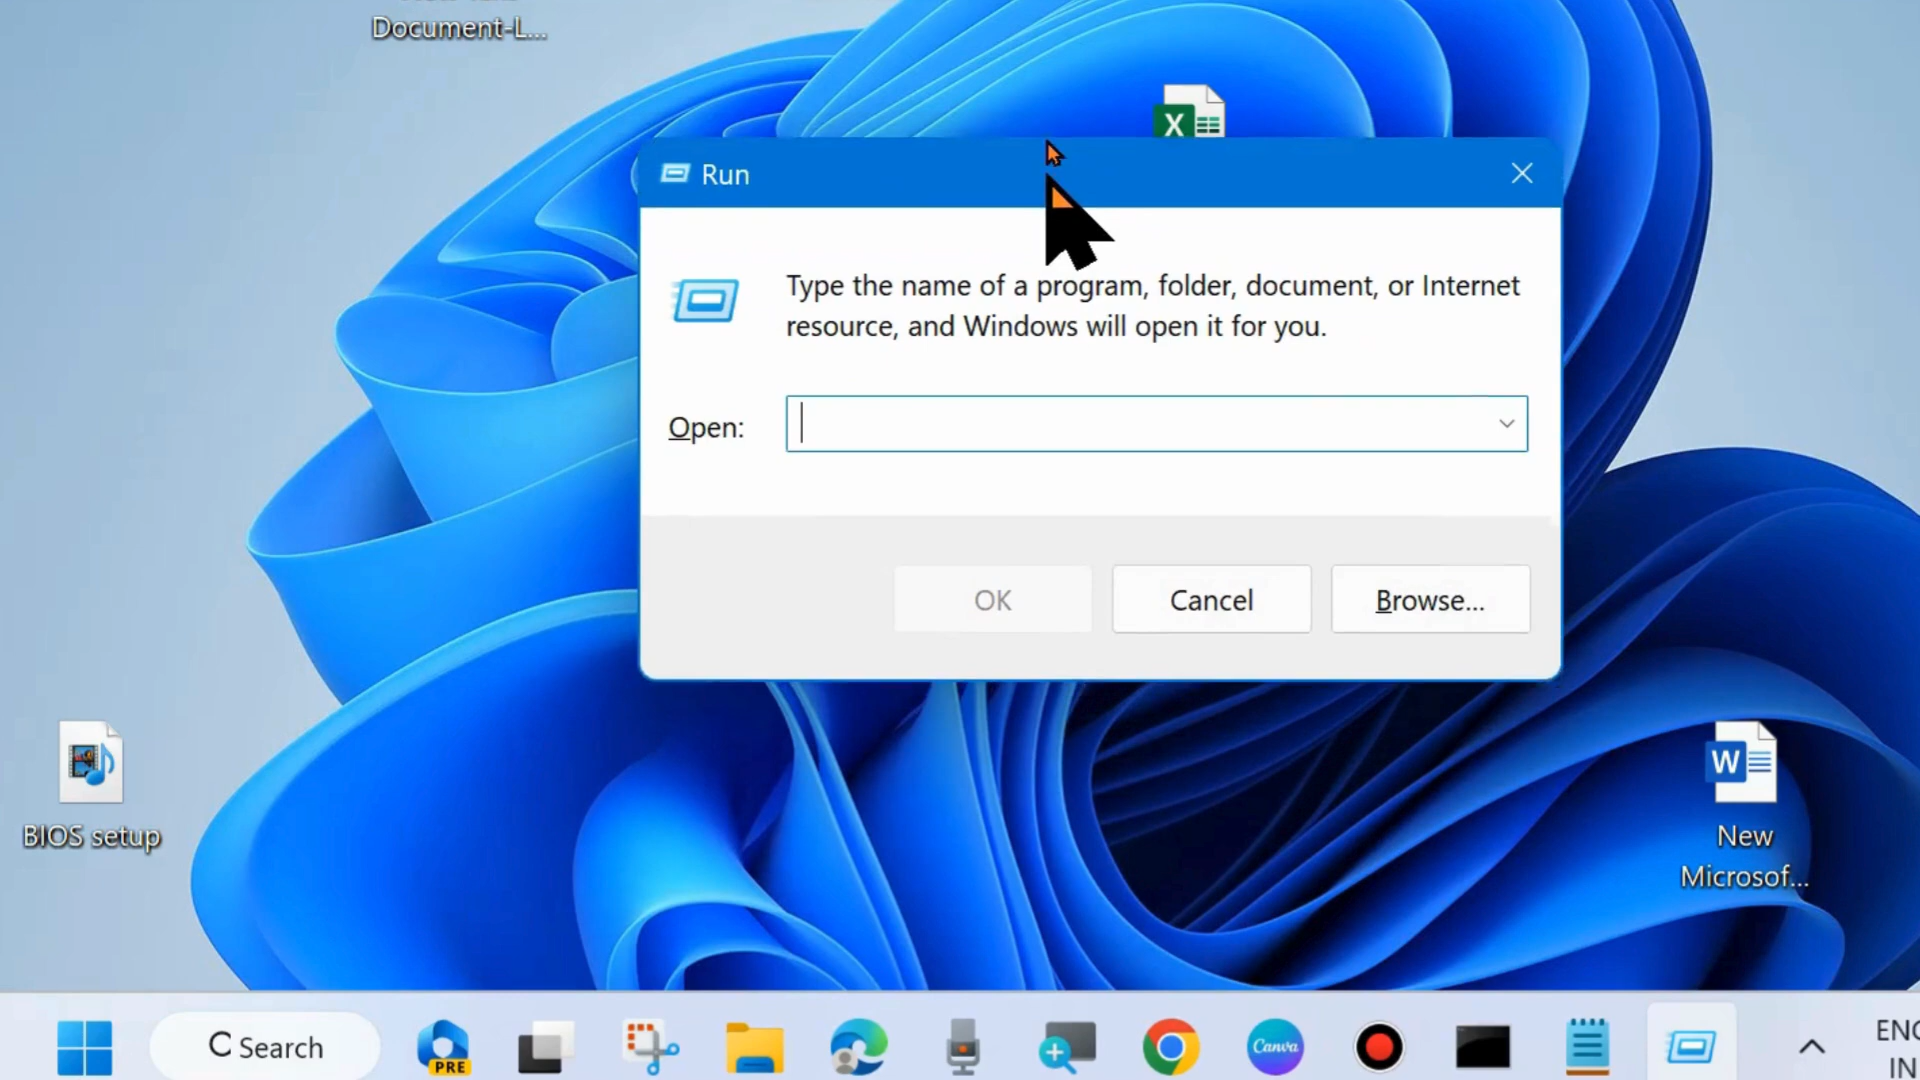 Document-L...
X
Run
Type the name of a program, folder, document, or Internet
resource, and Windows will open it for you.
Open:
OK
Cancel
Browse...
BIOS setup
W
New
Microsof...
Search
PRE
Canva
IN